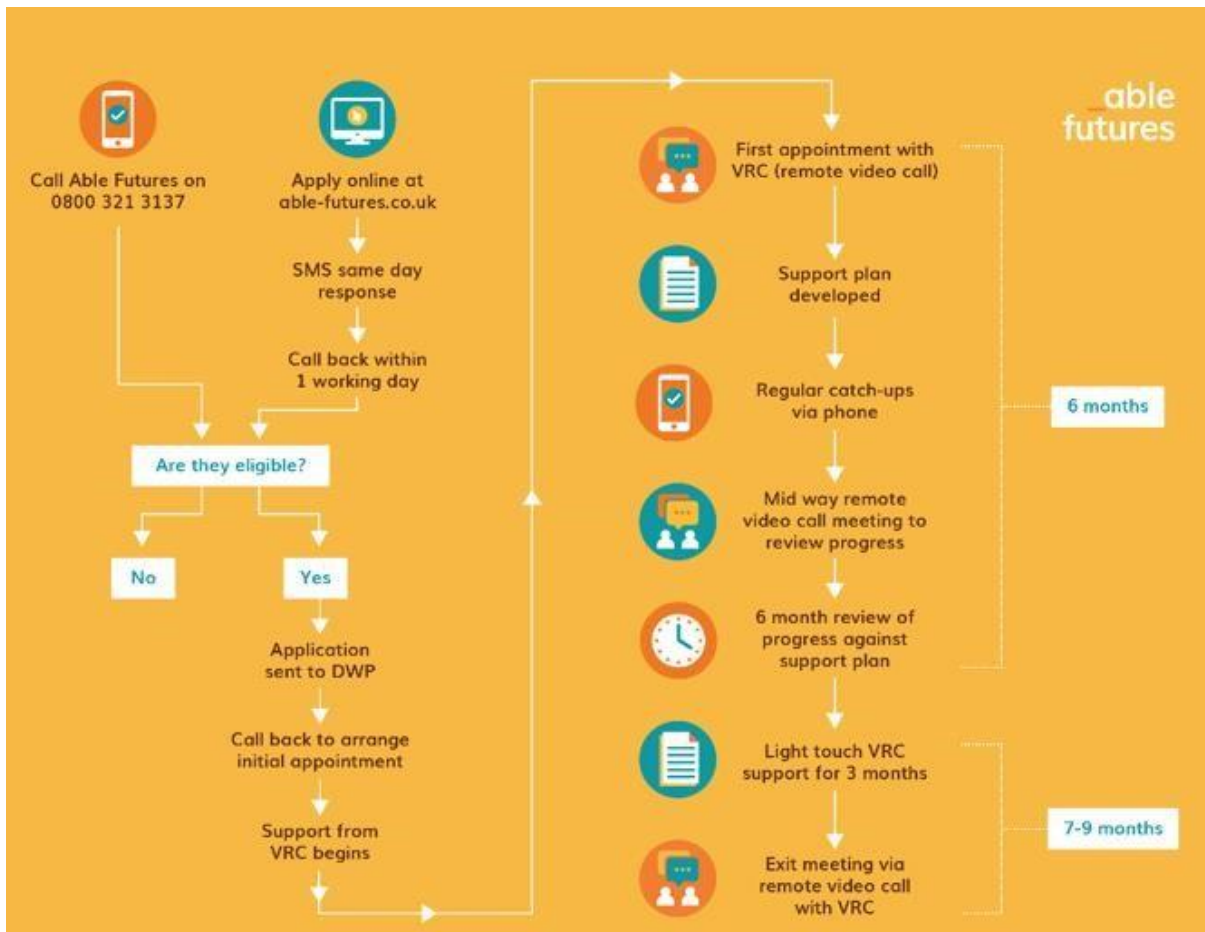 able
futures
Call Able Futures on
0800 321 3137
Apply online at
able-futures.co.uk
SMS same day
response
Call back within
1 working day
Are they eligible?
No
Yes
Application
sent to DWP
Call back to arrange
initial appointment
Support from
VRC begins
First appointment with
VRC (remote video call)
Support plan
developed
Regular catch-ups
via phone
Mid way remote
video call meeting to
review progress
6 month review of
progress against
support plan
6 months
Light touch VRC
support for 3 months
Exit meeting via
remote video call
with VRC
7-9 months